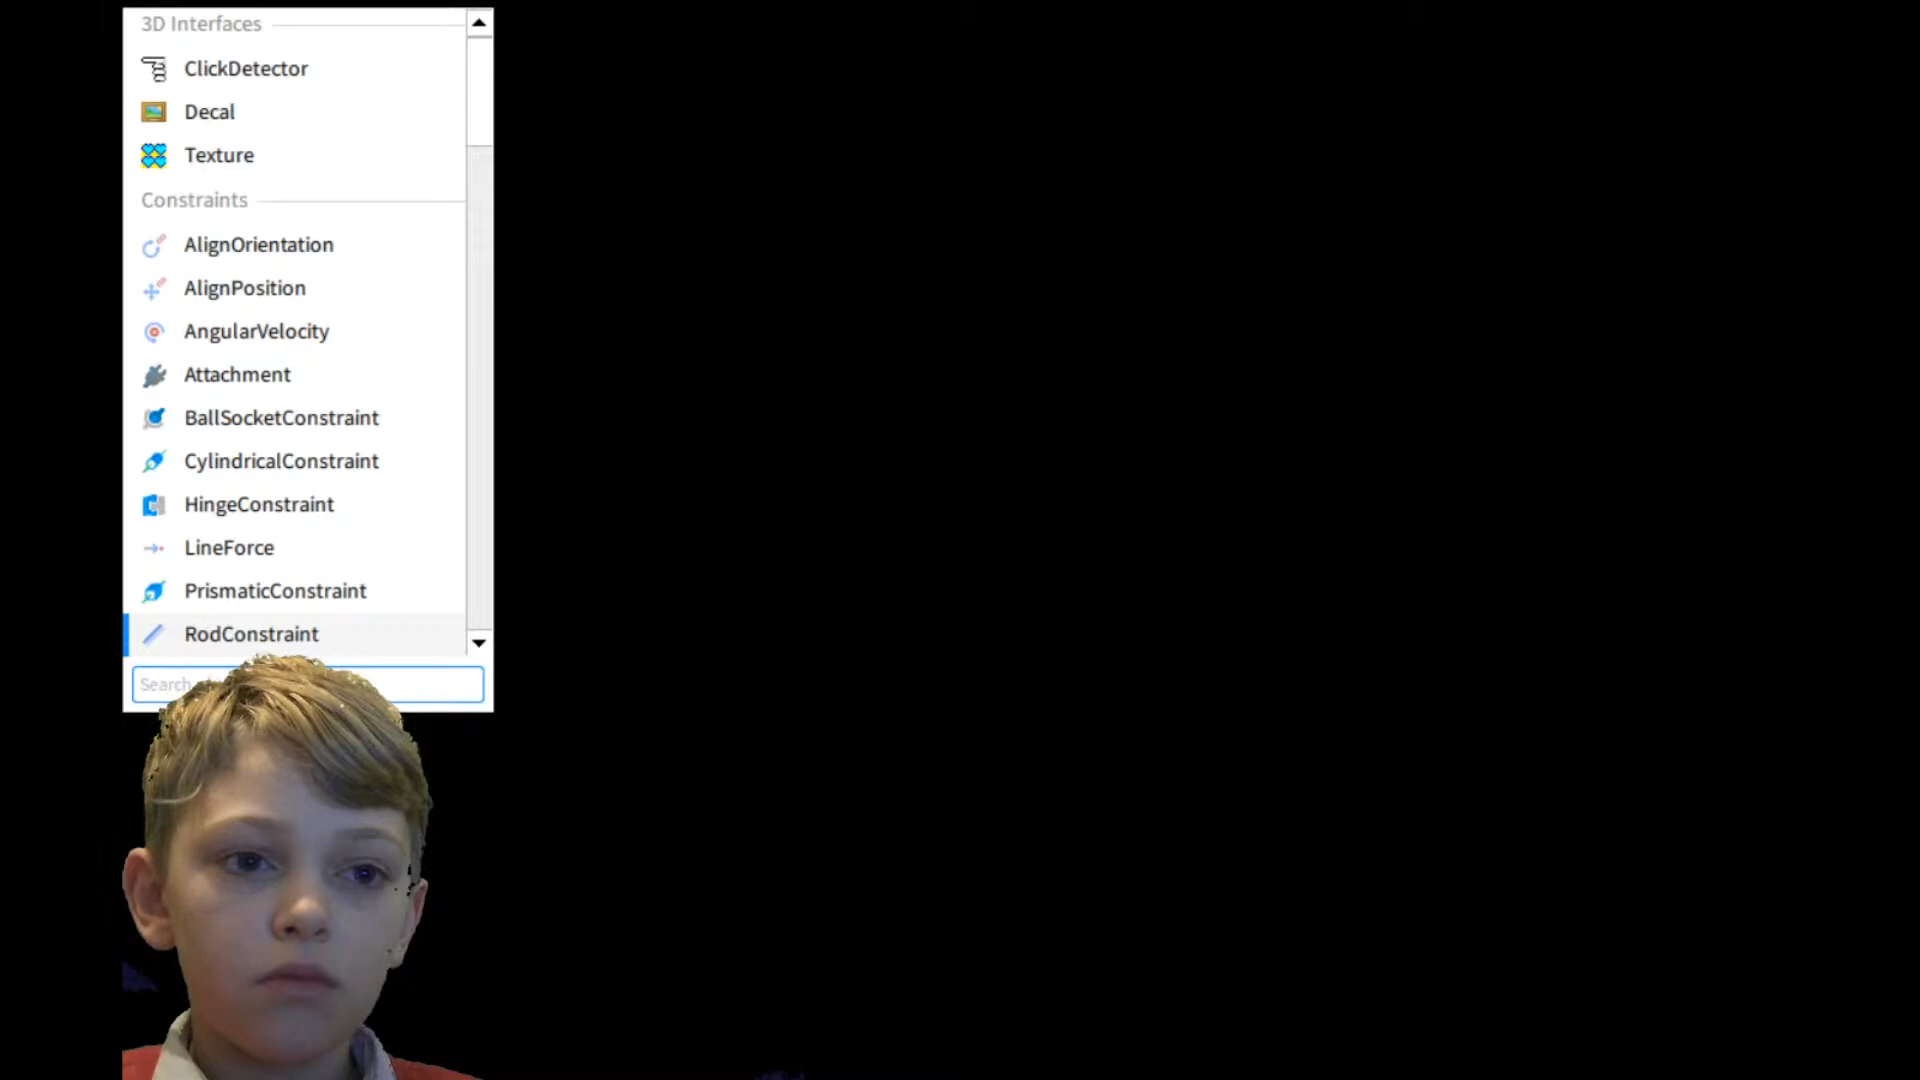 3D Interfaces
ClickDetector
Decal
Texture
Constraints
AlignOrientation
AlignPosition
AngularVelocity
Attachment
BallSocketConstraint
CylindricalConstraint
HingeConstraint
LineForce
PrismaticConstraint
RodConstraint
Search